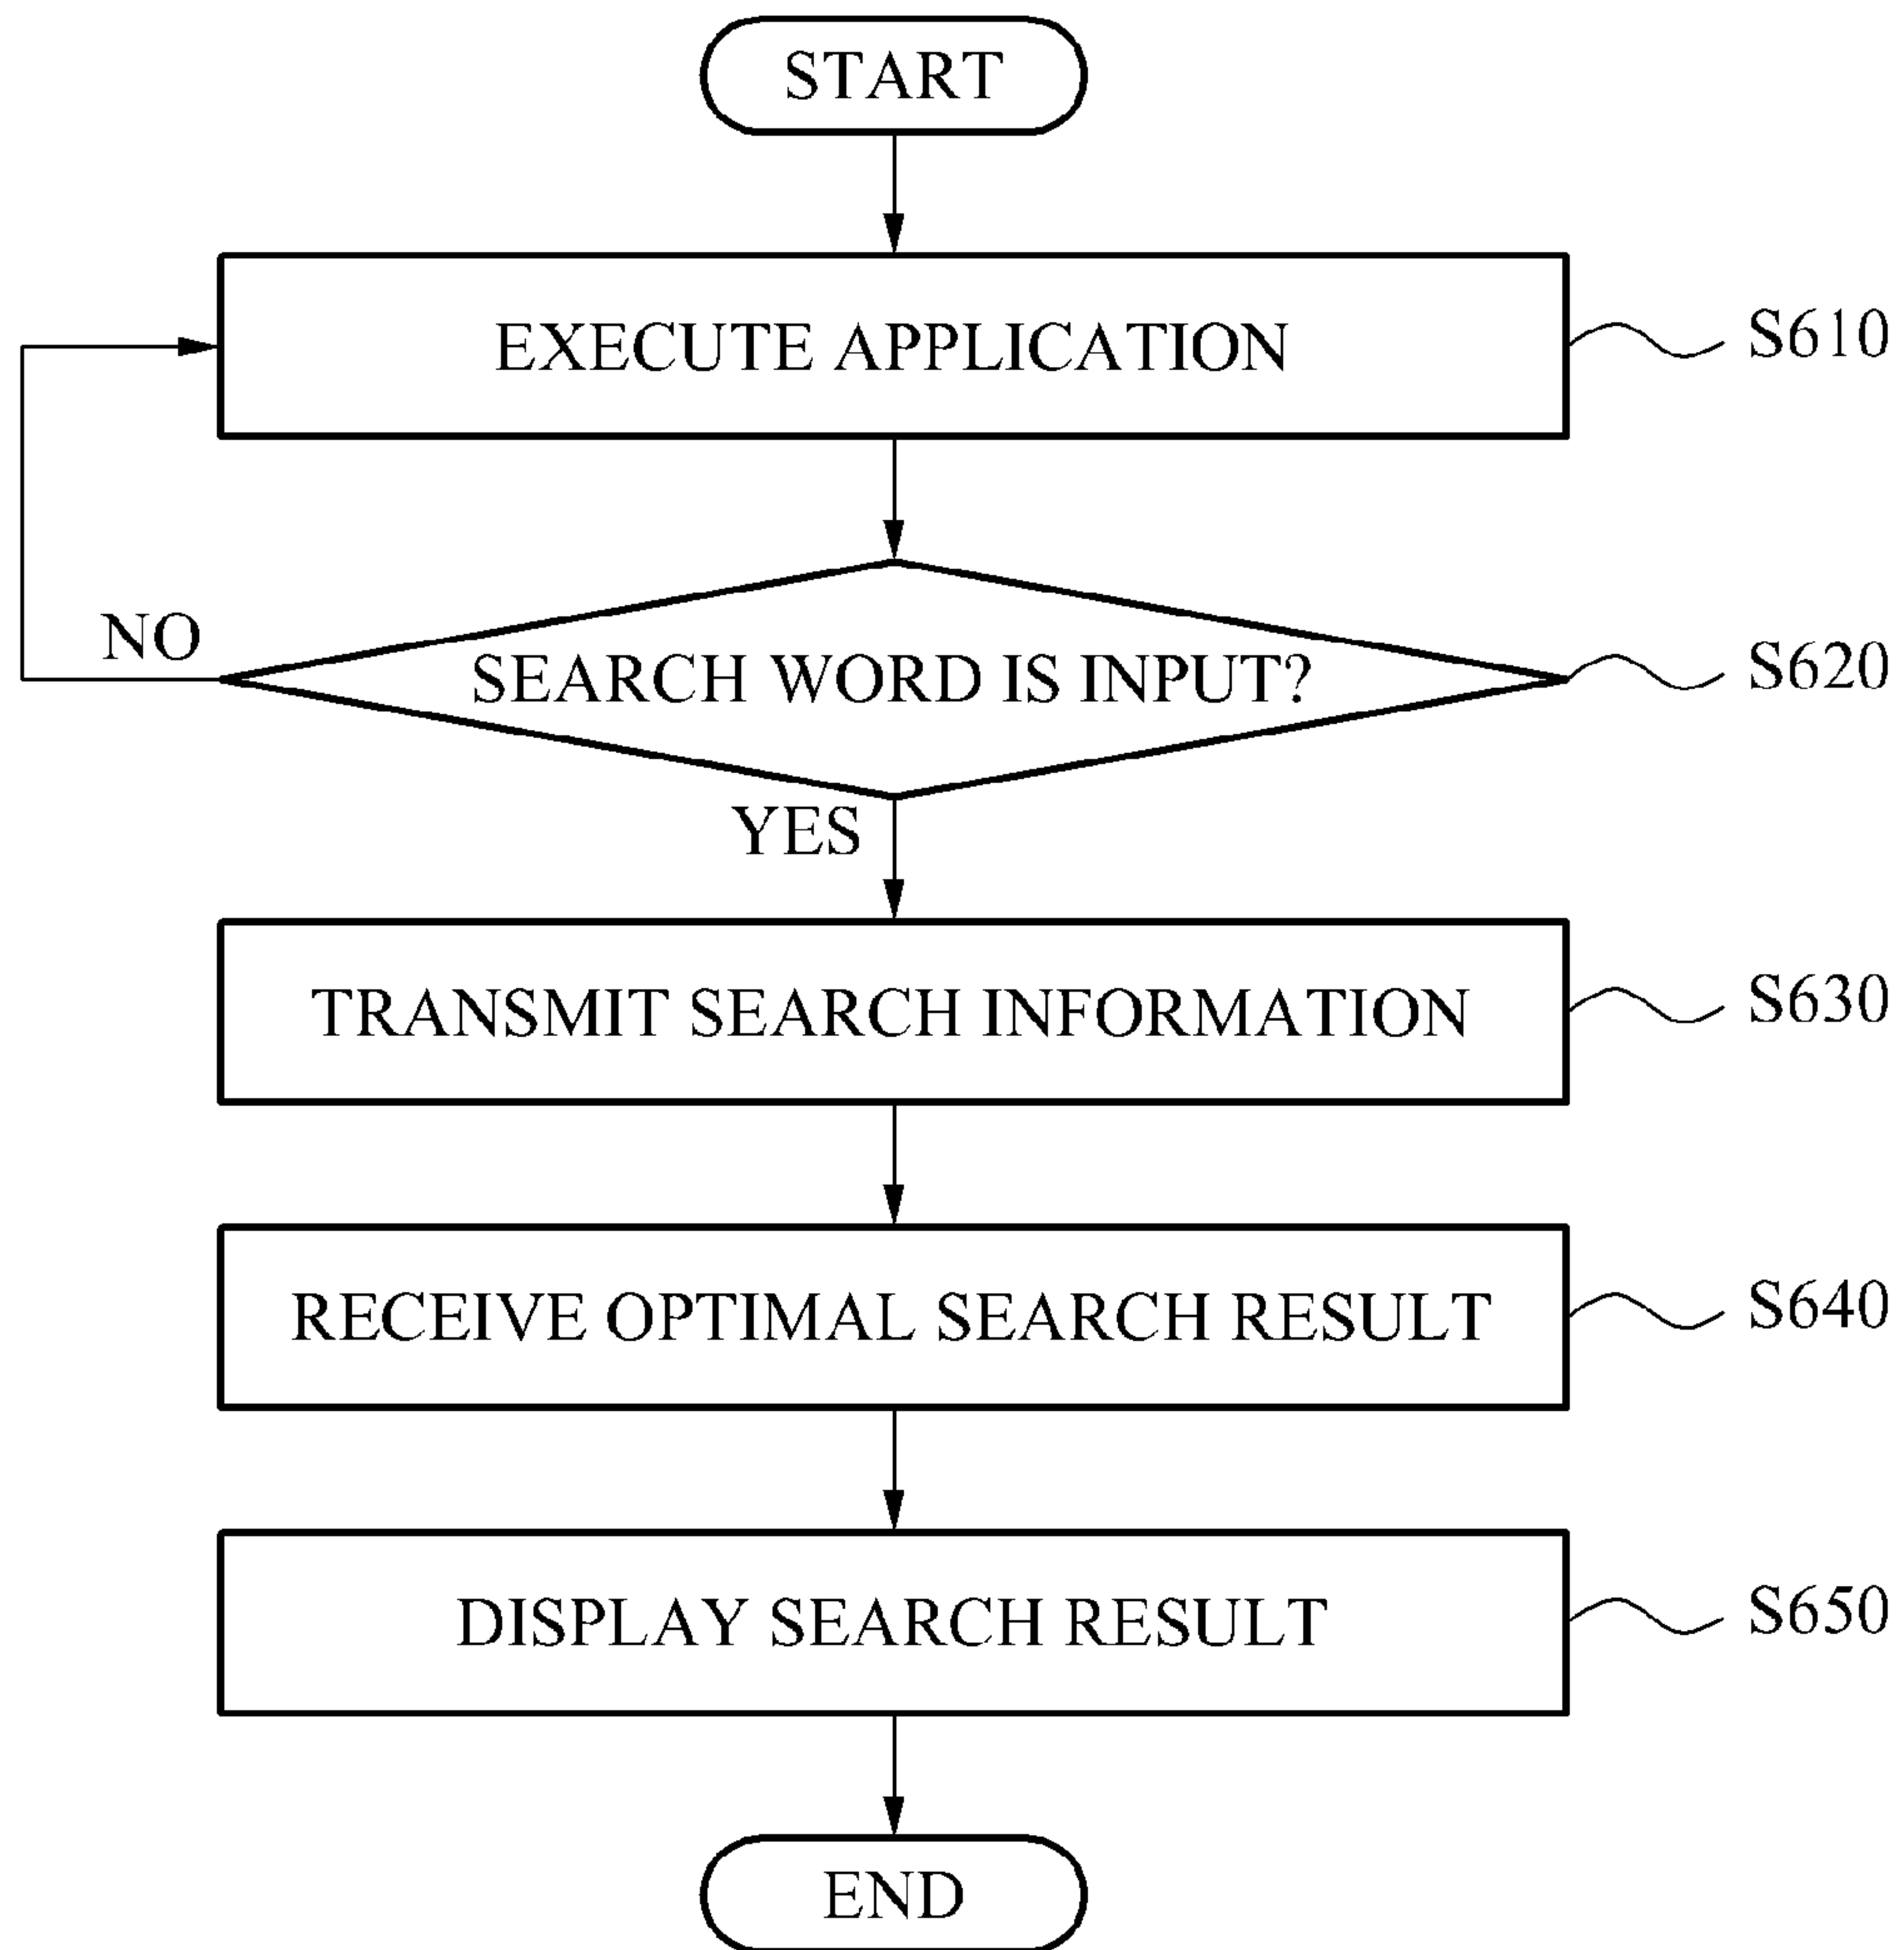 START
EXECUTE APPLICATION
S610
SEARCH WORD IS INPUT?
S620
NO
YES
TRANSMIT SEARCH INFORMATION
S630
RECEIVE OPTIMAL SEARCH RESULT
S640
DISPLAY SEARCH RESULT
S650
END